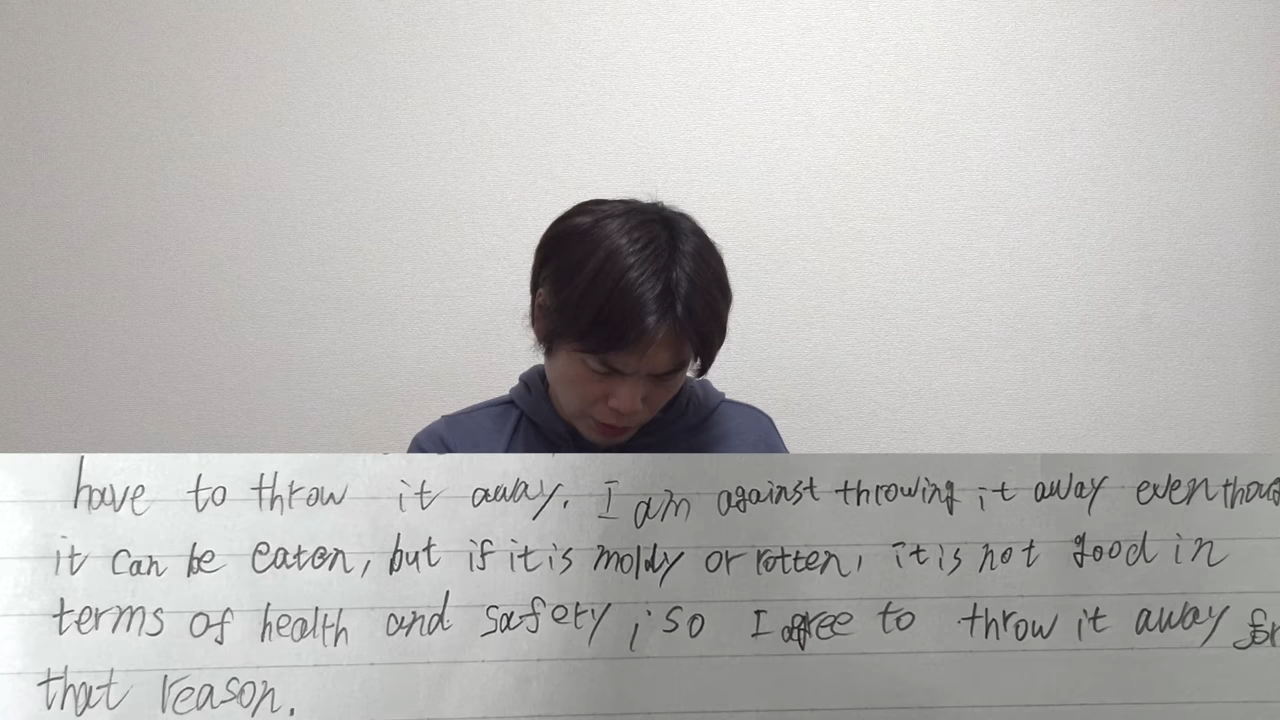 have to throw it away. I am against throwing it away even though
it can be eaten, but if it is moldy or rotten, it is not good in
terms of health and safety, so I agree to throw it away for
that reason.